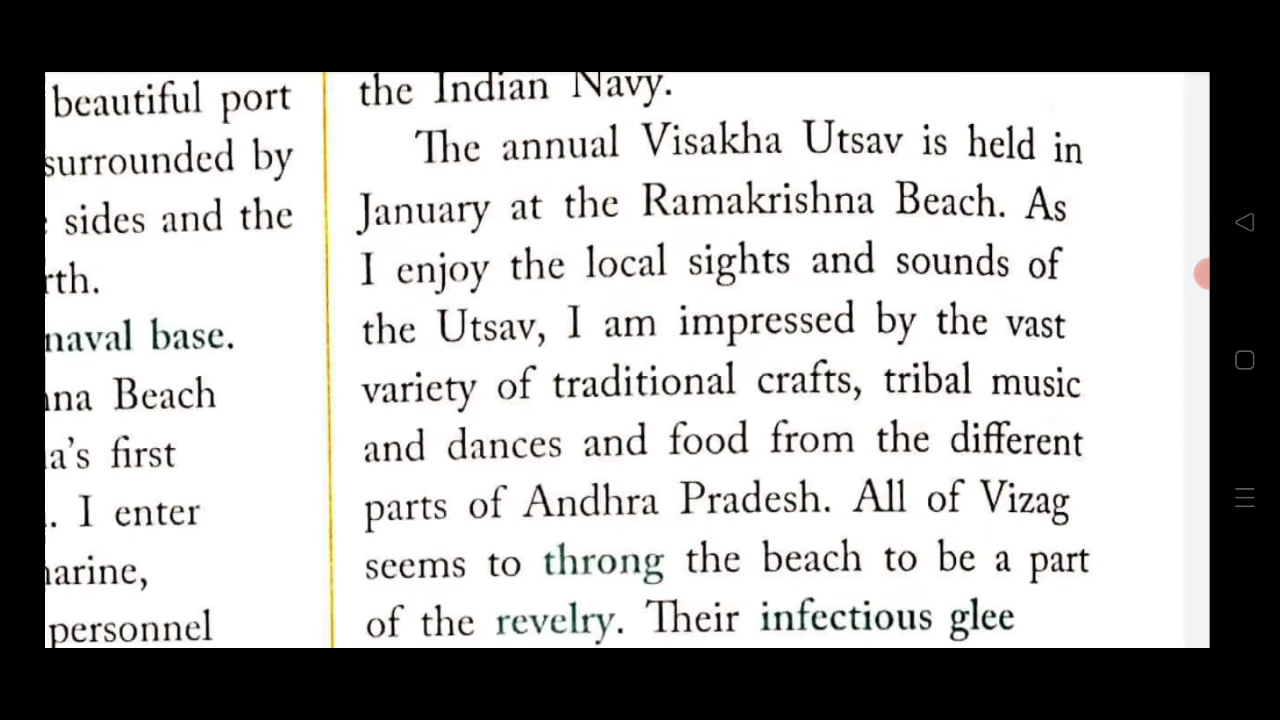 beautiful port
surrounded by
sides and the
naval base.
Beach
first
. I enter
personnel
the Indian Navy.
The annual Visakha Utsav is held in
January at the Ramakrishna Beach. As
I enjoy the local sights and sounds of
the Utsav, I am impressed by the vast
variety of traditional crafts, tribal music
and dances and food from the different
parts of Andhra Pradesh. All of Vizag
seems to throng the beach to be a part
of the revelry. Their infectious glee